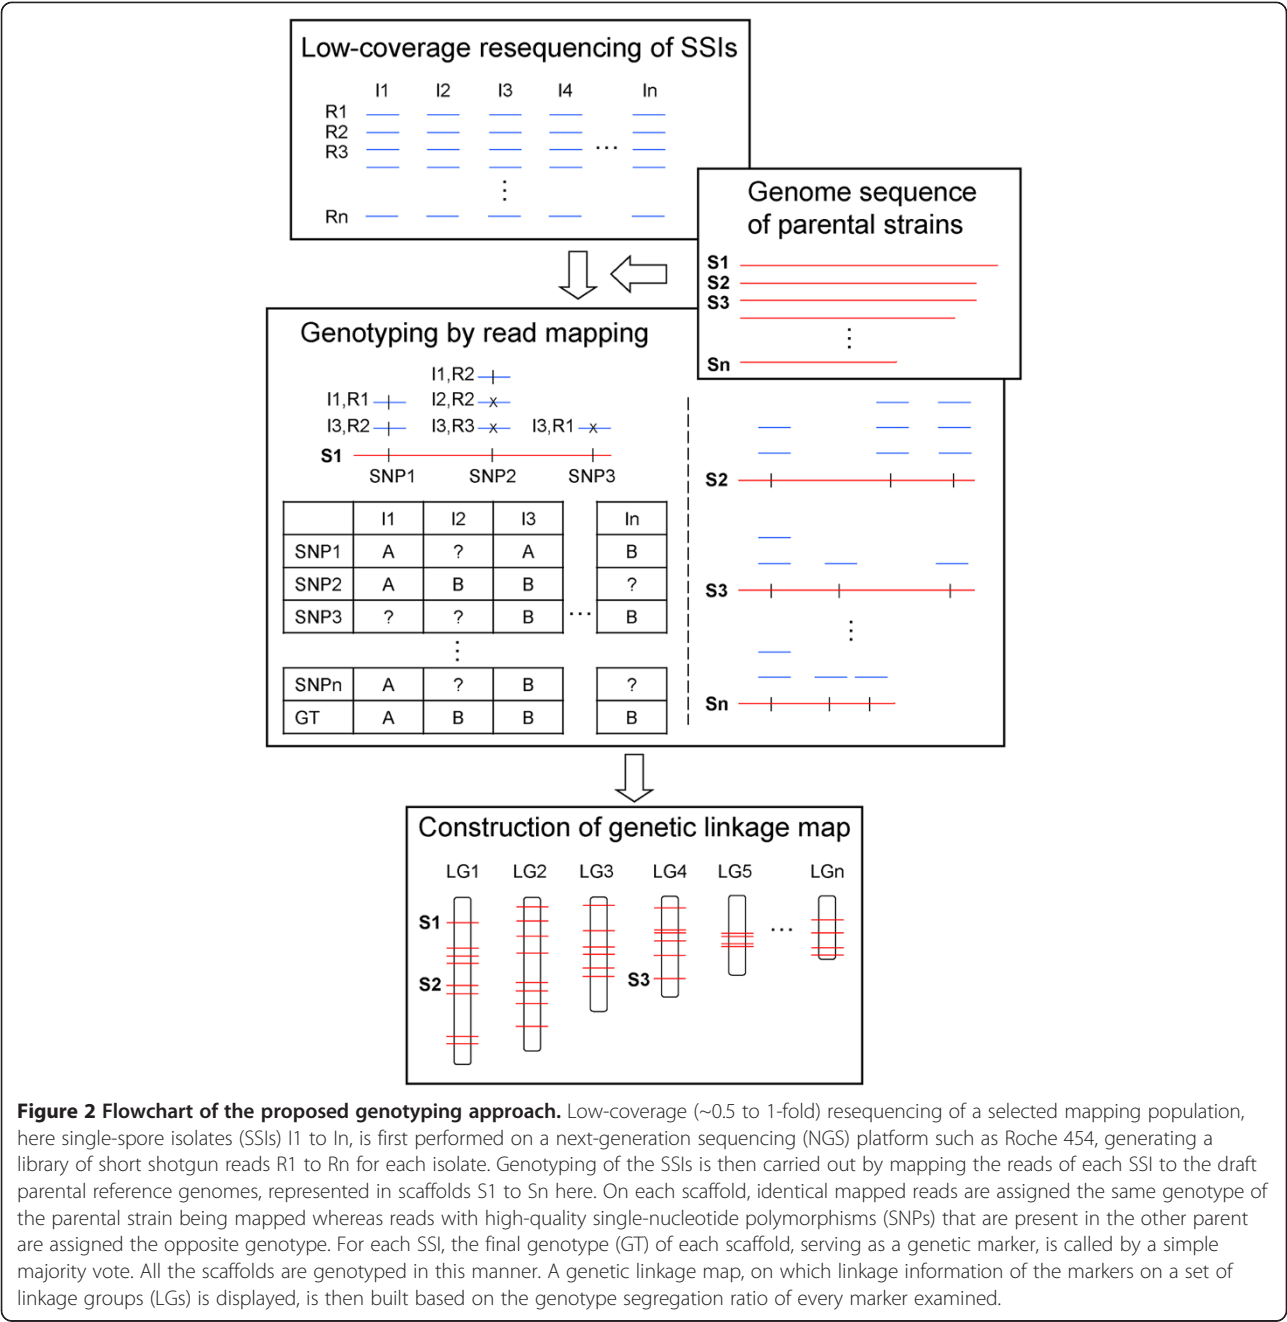 Low-coverage resequencing of SSIs
I1 I2 I3 I4 In
R1
R2
R3
...
Rn
Genome sequence
of parental strains
S1
S2
S3
Sn
Genotyping by read mapping
I1,R2
I1,R1 I2,R2
I3,R2 I3,R3 I3,R1
S1
SNP1 SNP2 SNP3
I1 I2 I3 In
SNP1 A ? A B
SNP2 A B B ?
SNP3 ? ? B ... B
SNPn A ? B ?
GT A B B B
S2
S3
Sn
Construction of genetic linkage map
LG1 LG2 LG3 LG4 LG5 LGn
S1
...
S2 S3
Figure 2 Flowchart of the proposed genotyping approach. Low-coverage (~0.5 to 1-fold) resequencing of a selected mapping population,
here single-spore isolates (SSIs) I1 to In, is first performed on a next-generation sequencing (NGS) platform such as Roche 454, generating a
library of short shotgun reads R1 to Rn for each isolate. Genotyping of the SSIs is then carried out by mapping the reads of each SSI to the draft
parental reference genomes, represented in scaffolds S1 to Sn here. On each scaffold, identical mapped reads are assigned the same genotype of
the parental strain being mapped whereas reads with high-quality single-nucleotide polymorphisms (SNPs) that are present in the other parent
are assigned the opposite genotype. For each SSI, the final genotype (GT) of each scaffold, serving as a genetic marker, is called by a simple
majority vote. All the scaffolds are genotyped in this manner. A genetic linkage map, on which linkage information of the markers on a set of
linkage groups (LGs) is displayed, is then built based on the genotype segregation ratio of every marker examined.